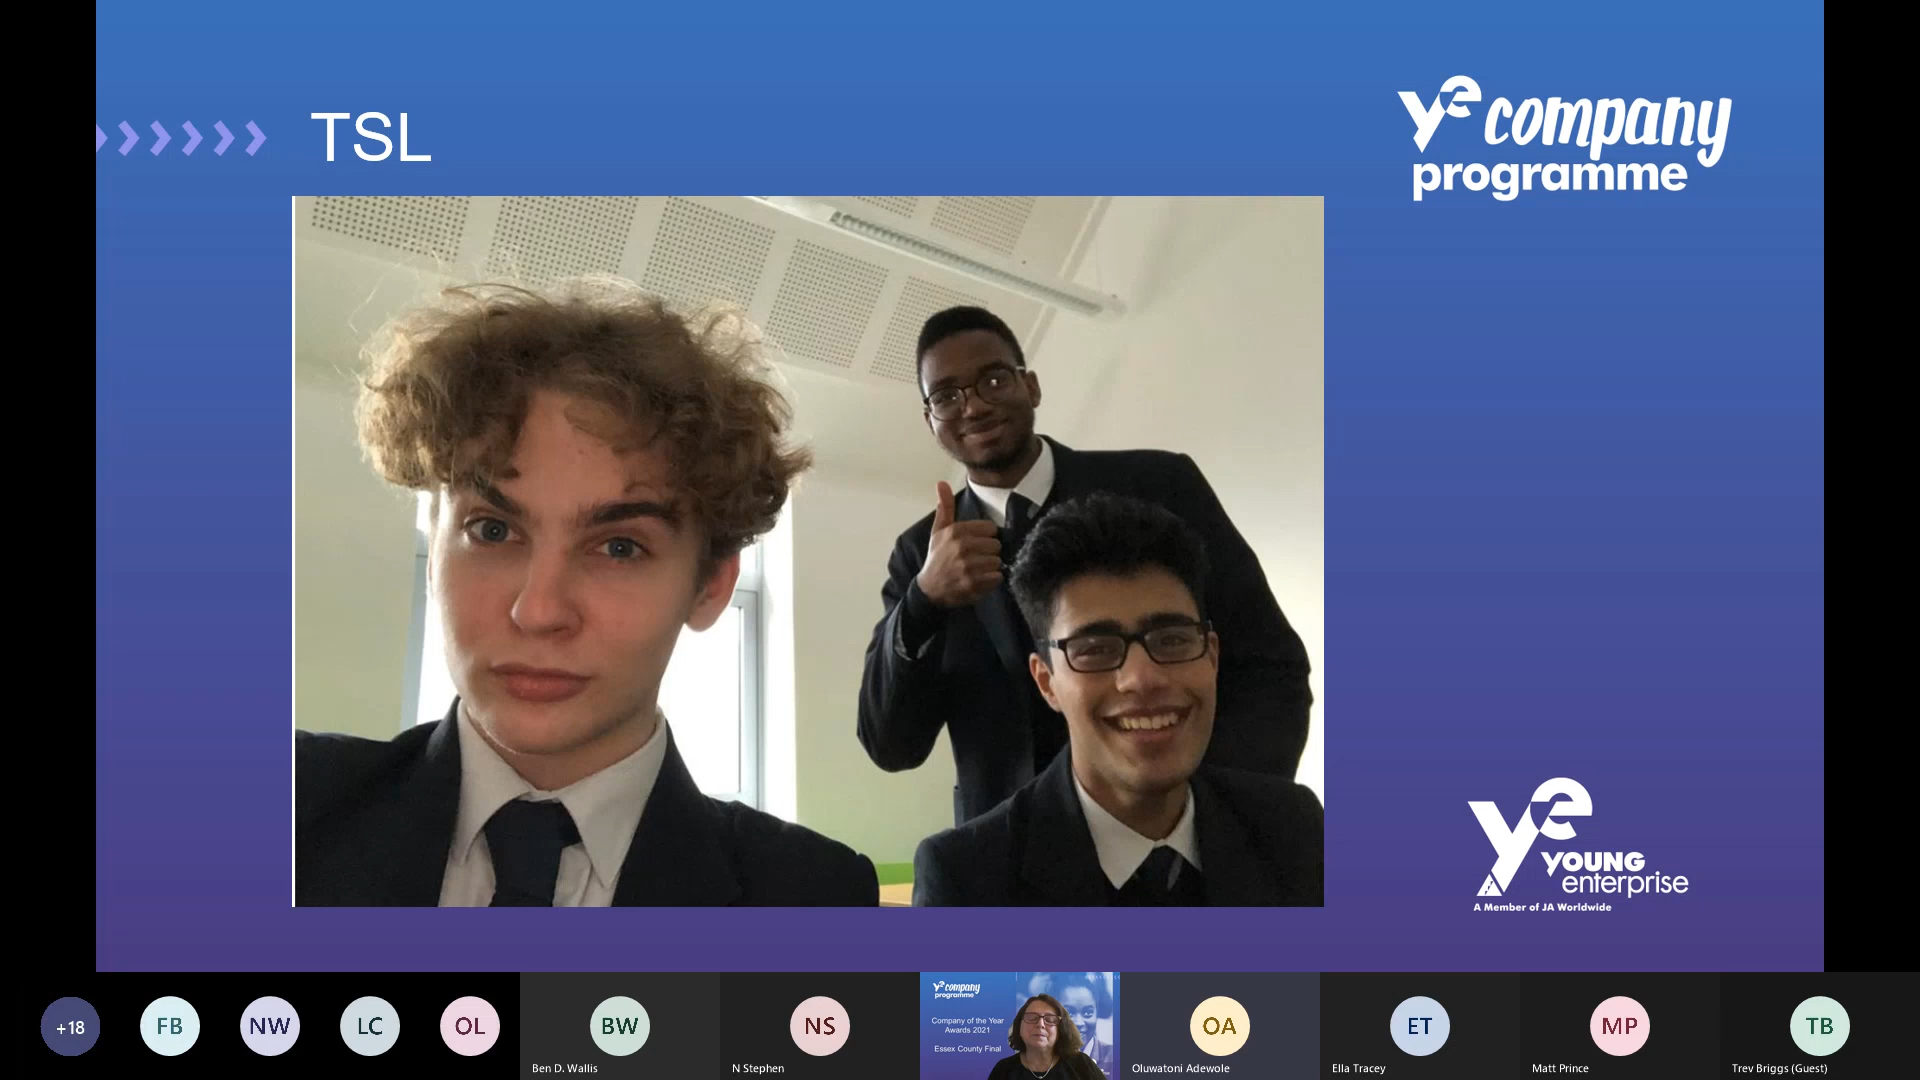 TSL
ye company
programme
ye
YOUNG
enterprise
A Member of JA Worldwide
+18
FB
NW
LC
OL
BW
Ben D. Wallis
NS
N Stephen
ye company
programme
Company of the Year
Awards 2021
Essex County Final
OA
Oluwatoni Adewole
ET
Ella Tracey
MP
Matt Prince
TB
Trev Briggs (Guest)